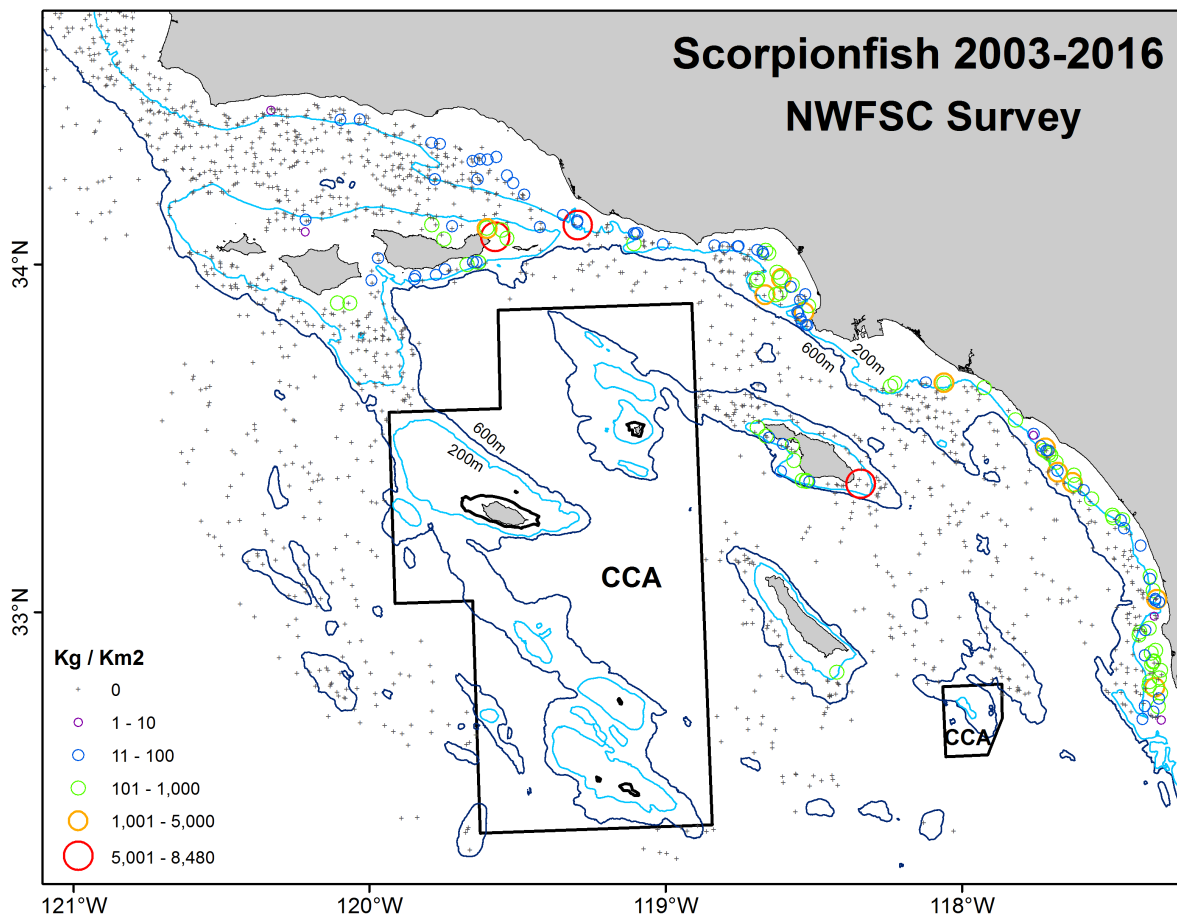 Scorpionfish 2003-2016
NWFSC Survey
34°N
33°N
600m
200m
600m
200m
CCA
CCA
Kg / Km2
0
1 - 10
11 - 100
101 - 1,000
1,001 - 5,000
5,001 - 8,480
121°W
120°W
119°W
118°W